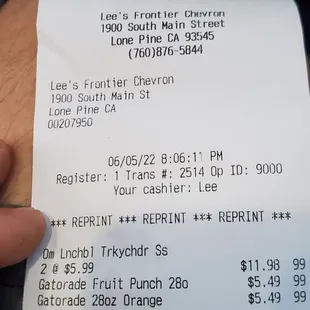 Lee's Frontier Chevron
1900 South Main Street
Lone Pine CA 93545
(760)876-5844
Lee's Frontier Chevron
1900 South Main St
Lone Pine CA
00207950
06/05/22 8:06:11 PM
Register: 1 Trans #: 2514 Op ID: 9000
Your cashier: Lee
*** REPRINT *** REPRINT *** REPRINT ***
Om Lnchbl Trkychdr Ss
2 @ $5.99 $11.98 99
Gatorade Fruit Punch 28o $5.49 99
Gatorade 28oz Orange $5.49 99